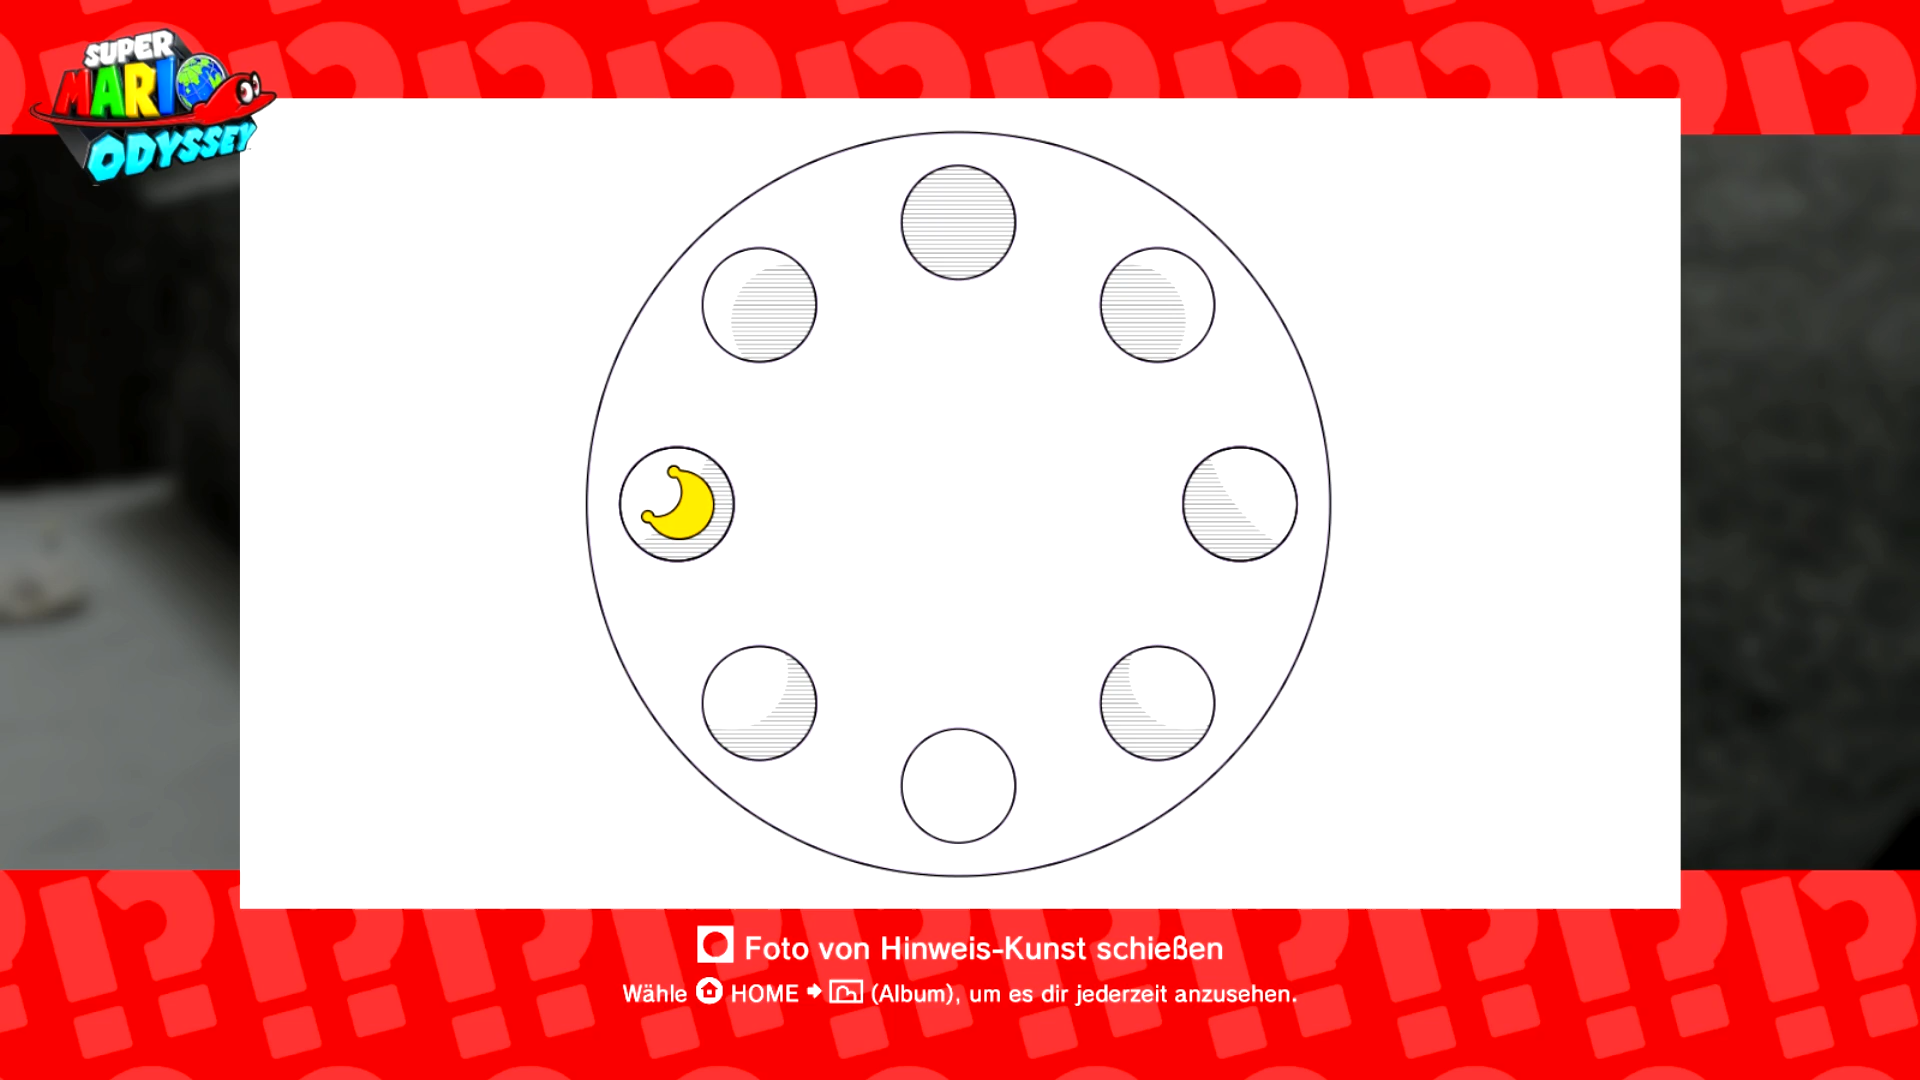 SUPER
MARIO
ODYSSEY
Foto von Hinweis-Kunst schießen
Wähle HOME (Album), um es dir jederzeit anzusehen.